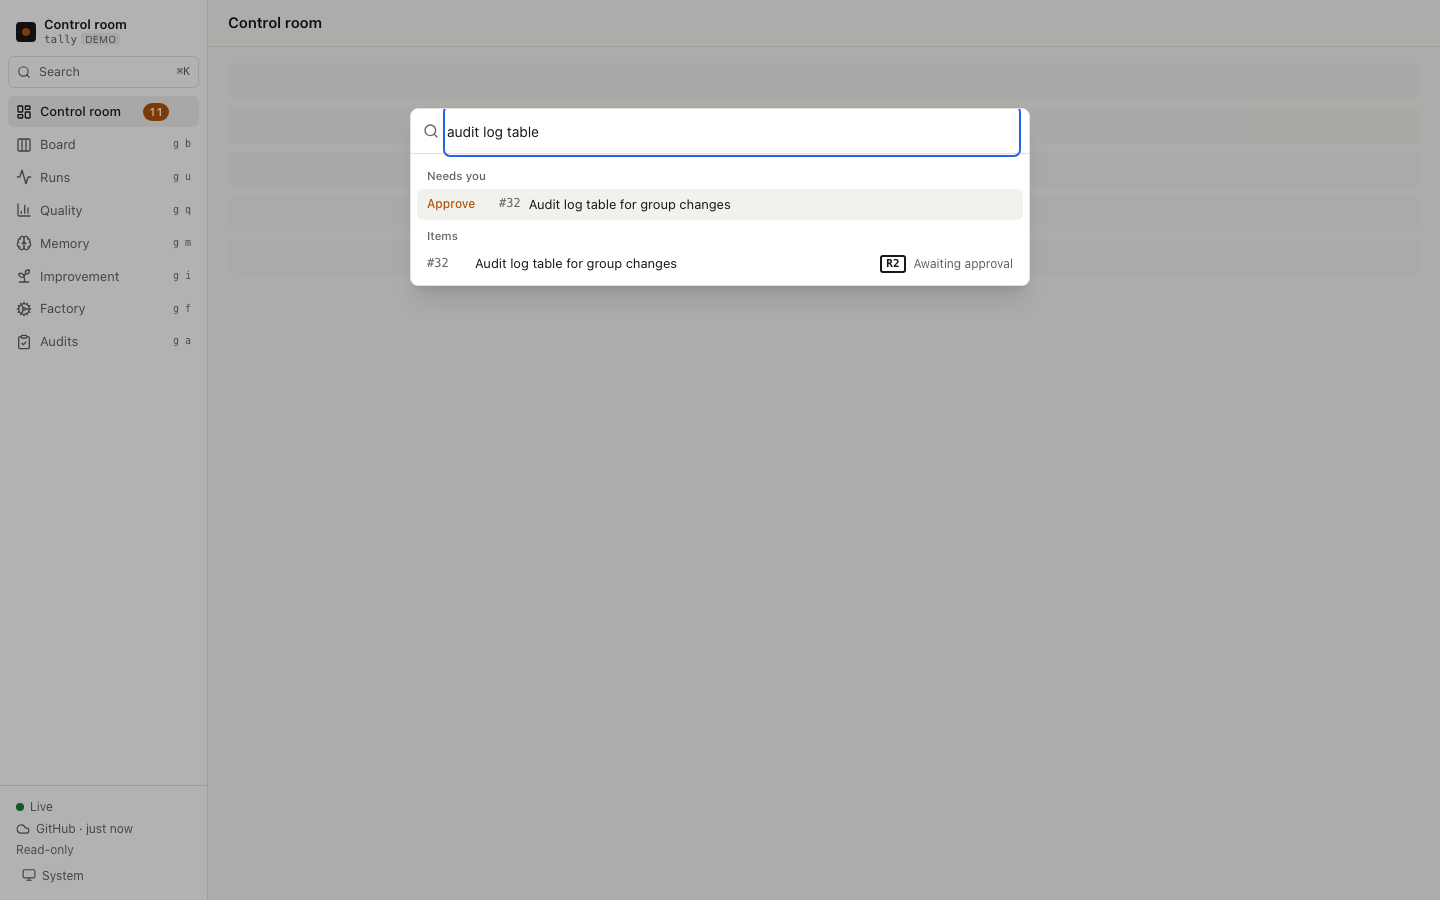 Control room
tally DEMO
Search ⌘K
Control room 11
Board g b
Runs g u
Quality g q
Memory g m
Improvement g i
Factory g f
Audits g a
Live
GitHub · just now
Read-only
System
Control room
audit log table
Needs you
Approve #32 Audit log table for group changes
Items
#32 Audit log table for group changes R2 Awaiting approval